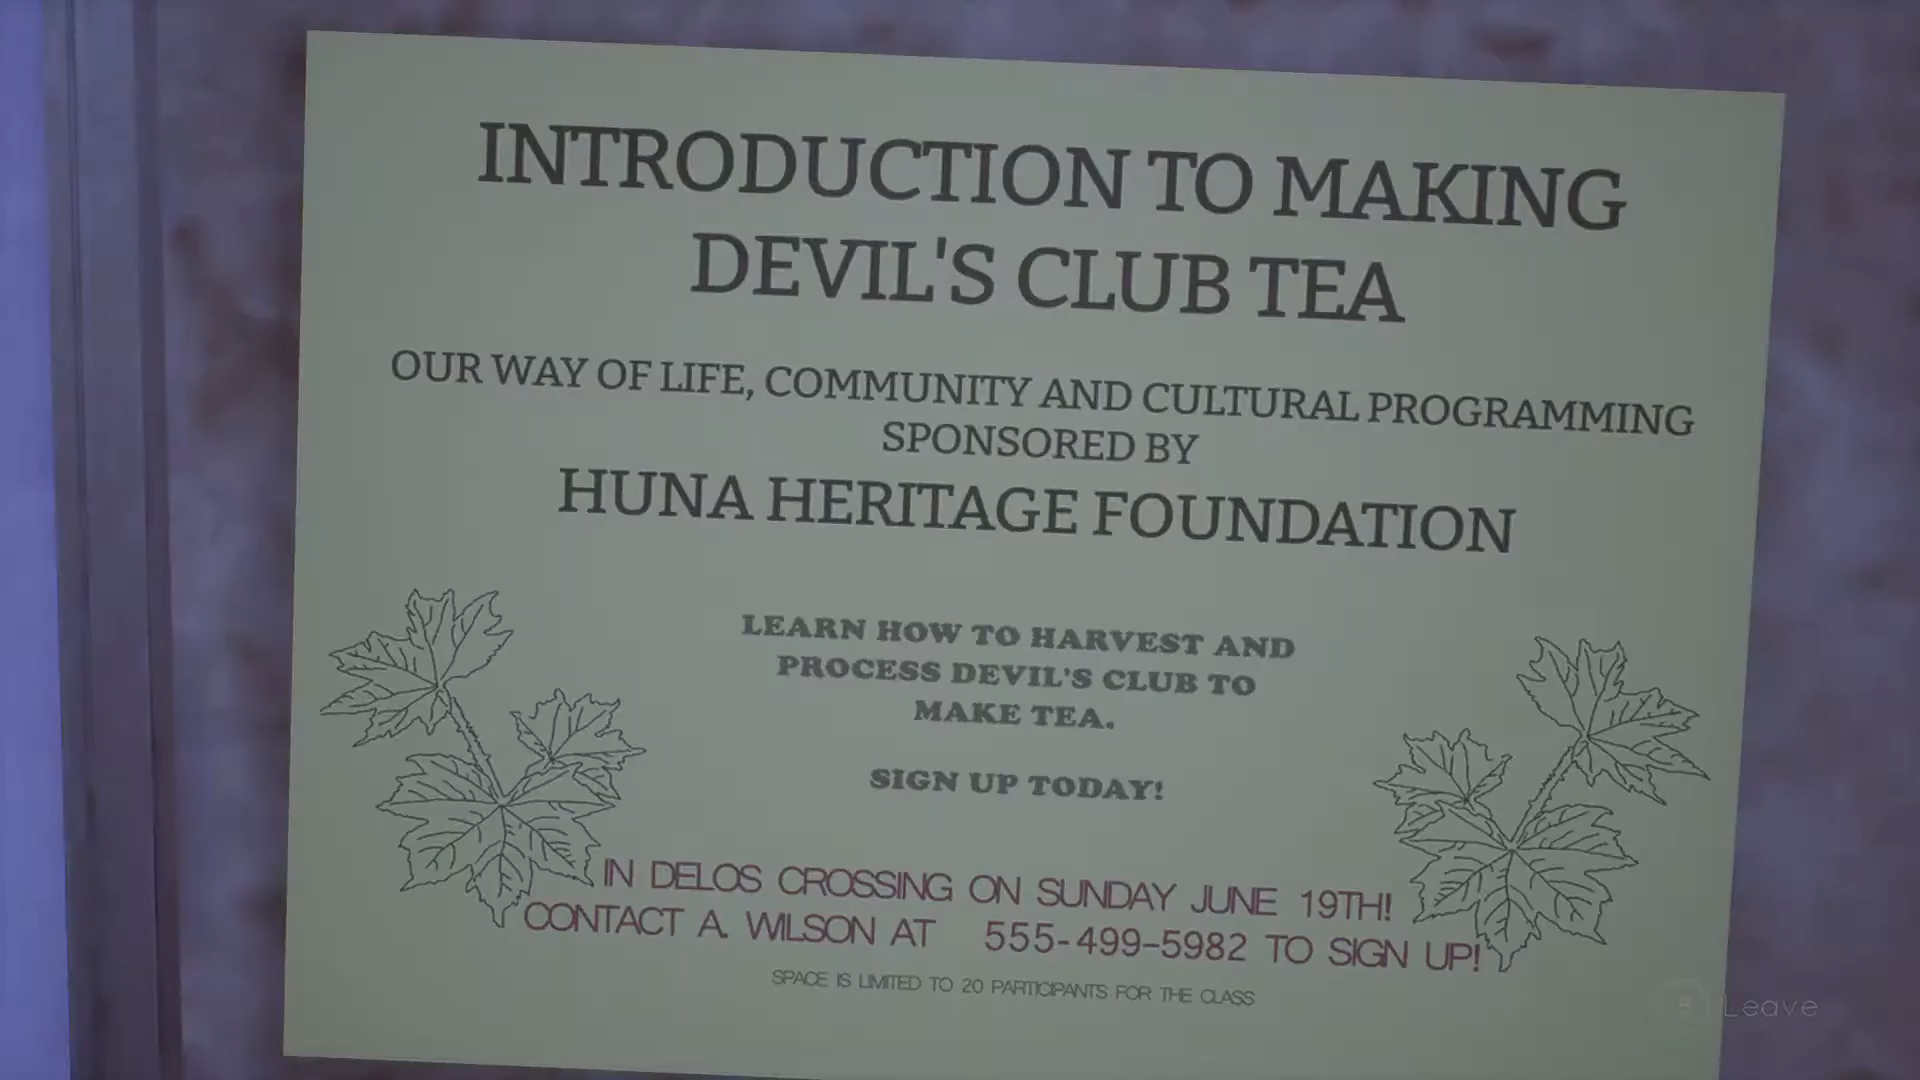 INTRODUCTION TO MAKING
DEVIL'S CLUB TEA
OUR WAY OF LIFE, COMMUNITY AND CULTURAL PROGRAMMING
SPONSORED BY
HUNA HERITAGE FOUNDATION
LEARN HOW TO HARVEST AND
PROCESS DEVIL'S CLUB TO
MAKE TEA.
SIGN UP TODAY!
IN DELOS CROSSING ON SUNDAY JUNE 19TH!
CONTACT A. WILSON AT 555-499-5982 TO SIGN UP!
SPACE IS LIMITED TO 20 PARTICIPANTS FOR THE CLASS
B Leave